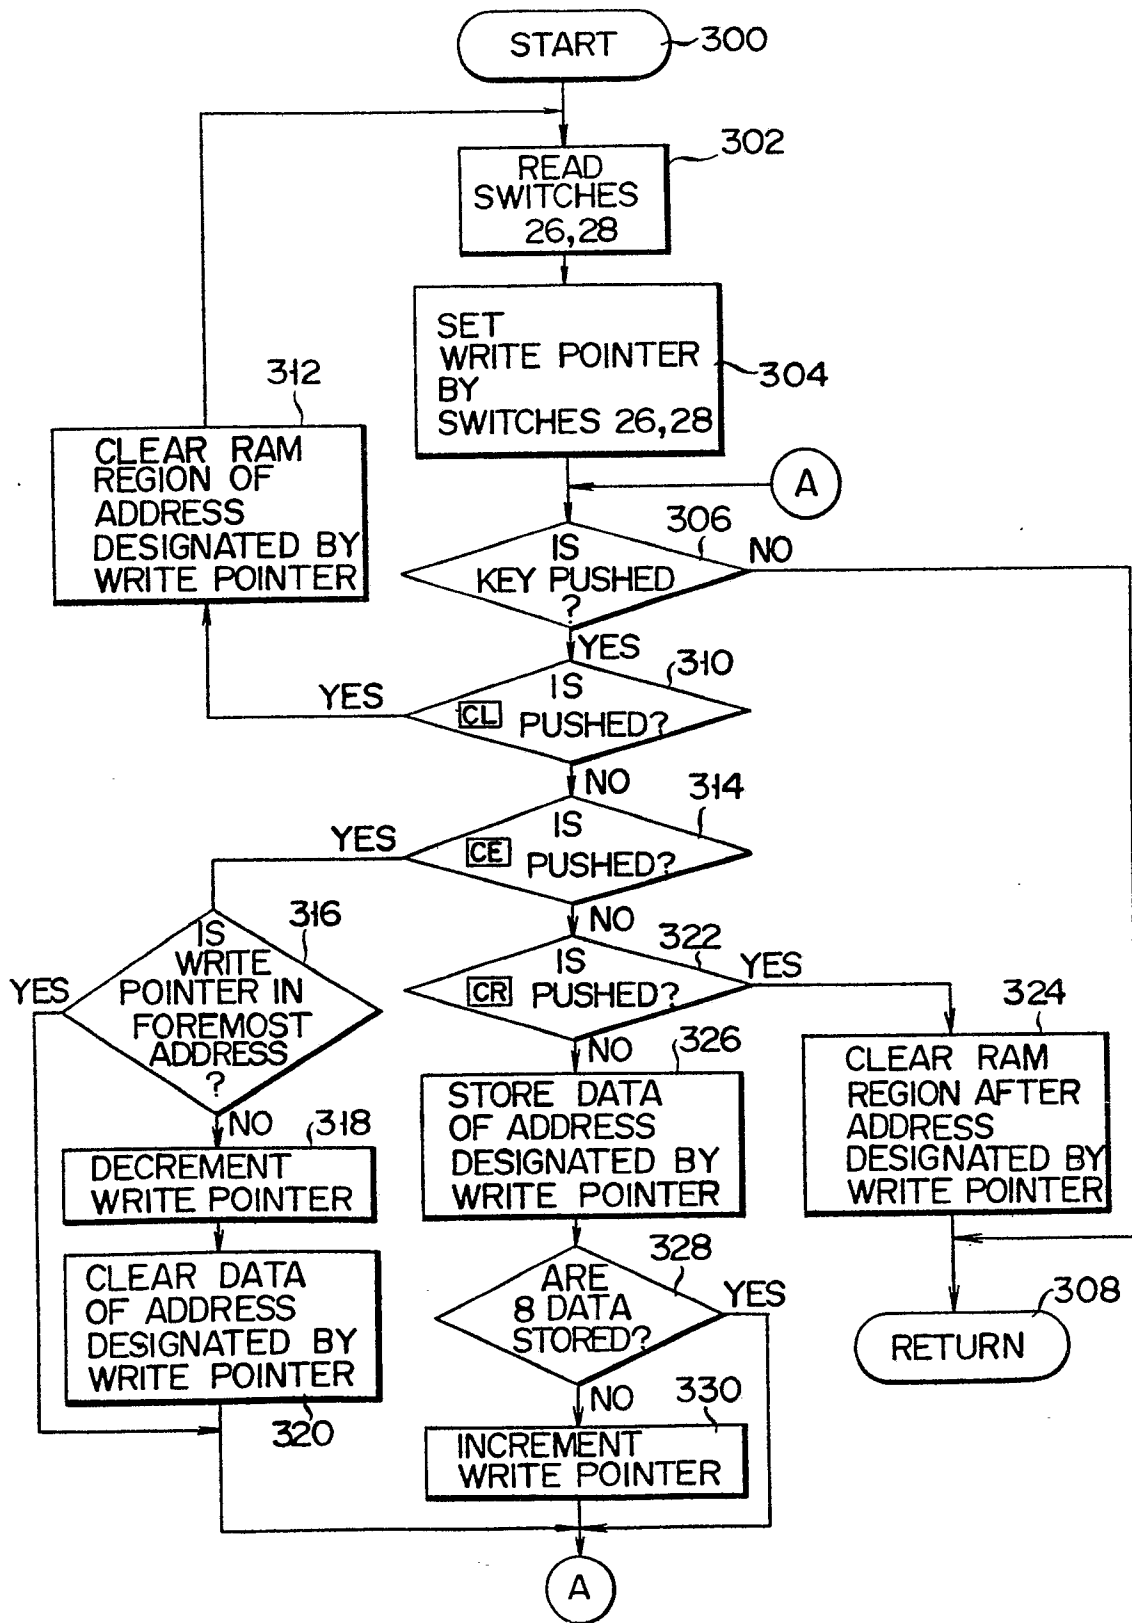 START
300
READ
SWITCHES
26,28
302
SET
WRITE POINTER
BY
SWITCHES 26,28
304
312
CLEAR RAM
REGION OF
ADDRESS
DESIGNATED BY
WRITE POINTER
A
306
IS
KEY PUSHED
?
NO
YES
310
IS
CL PUSHED?
YES
NO
314
IS
CE PUSHED?
YES
NO
316
IS
WRITE
POINTER IN
FOREMOST
ADDRESS
?
YES
NO
322
IS
CR PUSHED?
YES
NO
324
CLEAR RAM
REGION AFTER
ADDRESS
DESIGNATED BY
WRITE POINTER
326
STORE DATA
OF ADDRESS
DESIGNATED BY
WRITE POINTER
318
DECREMENT
WRITE POINTER
CLEAR DATA
OF ADDRESS
DESIGNATED BY
WRITE POINTER
320
328
ARE
8 DATA
STORED?
YES
NO
308
RETURN
330
INCREMENT
WRITE POINTER
A